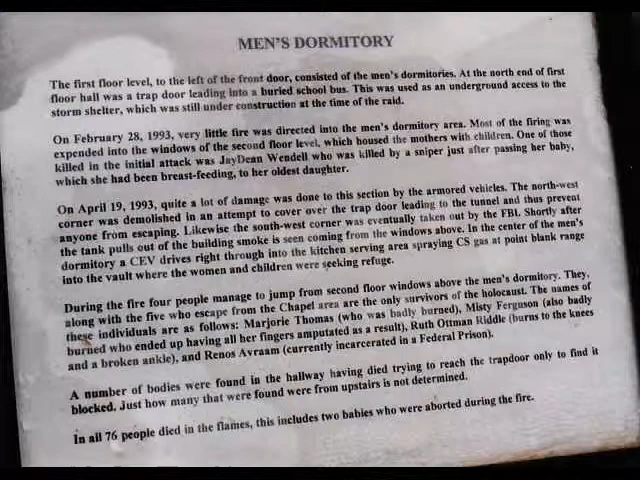 MEN'S DORMITORY
The first floor level, to the left of the front door, consisted of the men's dormitories. At the north end of first
floor hall was a trap door leading into a buried school bus. This was used as an underground access to the
storm shelter, which was still under construction at the time of the raid.
On February 28, 1993, very little fire was directed into the men's dormitory area. Most of the firing was
expended into the windows of the second floor level, which housed the mothers with children. One of those
killed in the initial attack was JayDean Wendell who was killed by a sniper just after passing her baby,
which she had been breast-feeding, to her oldest daughter.
On April 19, 1993, quite a lot of damage was done to this section by the armored vehicles. The north-west
corner was demolished in an attempt to cover over the trap door leading to the tunnel and thus prevent
anyone from escaping. Likewise the south-west corner was eventually taken out by the FBI. Shortly after
the tank pulls out of the building smoke is seen coming from the windows above. In the center of the men's
dormitory a CEV drives right through into the kitchen serving area spraying CS gas at point blank range
into the vault where the women and children were seeking refuge.
During the fire four people manage to jump from second floor windows above the men's dormitory. They,
along with the five who escape from the Chapel area are the only survivors of the holocaust. The names of
these individuals are as follows: Marjorie Thomas (who was badly burned), Misty Ferguson (also badly
burned who ended up having all her fingers amputated as a result), Ruth Ottman Riddle (burns to the knees
and a broken ankle), and Renos Avraam (currently incarcerated in a Federal Prison).
A number of bodies were found in the hallway having died trying to reach the trapdoor only to find it
blocked. Just how many that were found were from upstairs is not determined.
In all 76 people died in the flames, this includes two babies who were aborted during the fire.